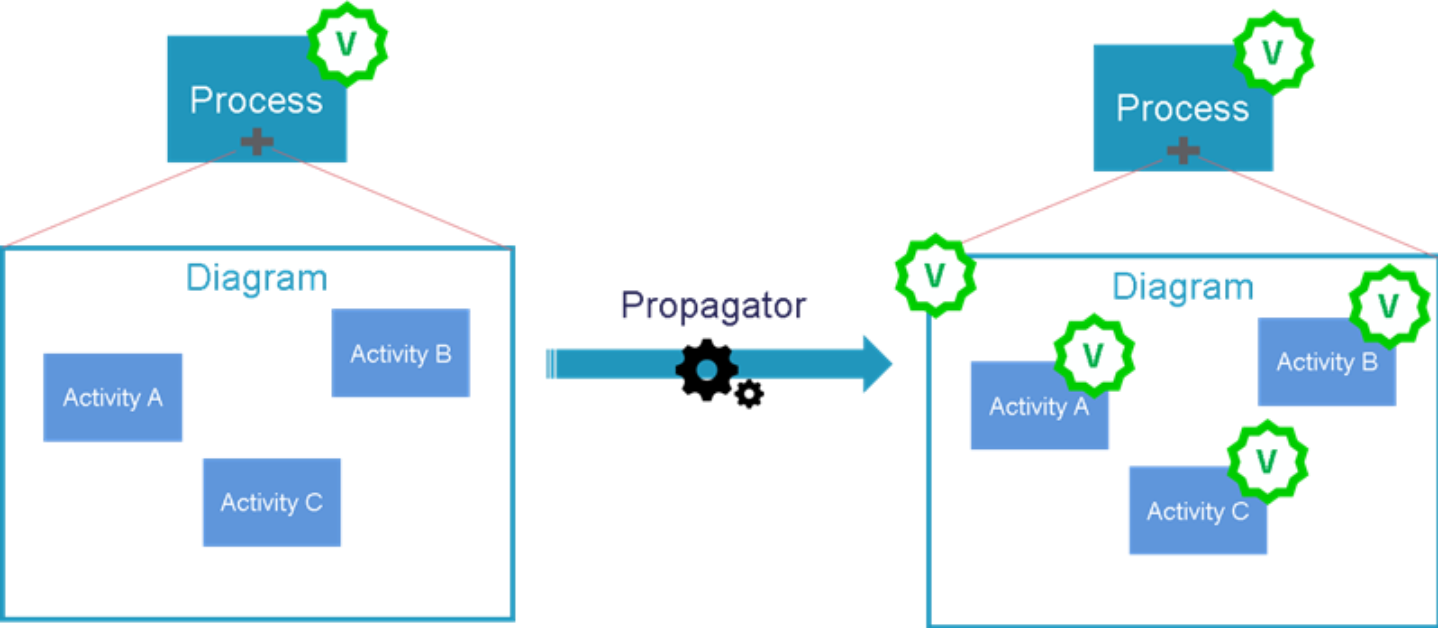 V
Process
Diagram
Activity B
Activity A
Activity C
Propagator
V
Process
V
Diagram
V
Activity B
V
Activity A
V
Activity C